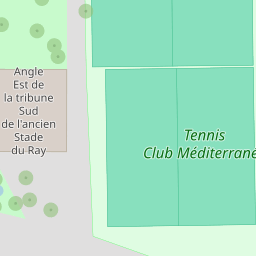 Angle
Est de
la tribune
Sud
de l'ancien
Stade
du Ray
Tennis
Club Méditerrané